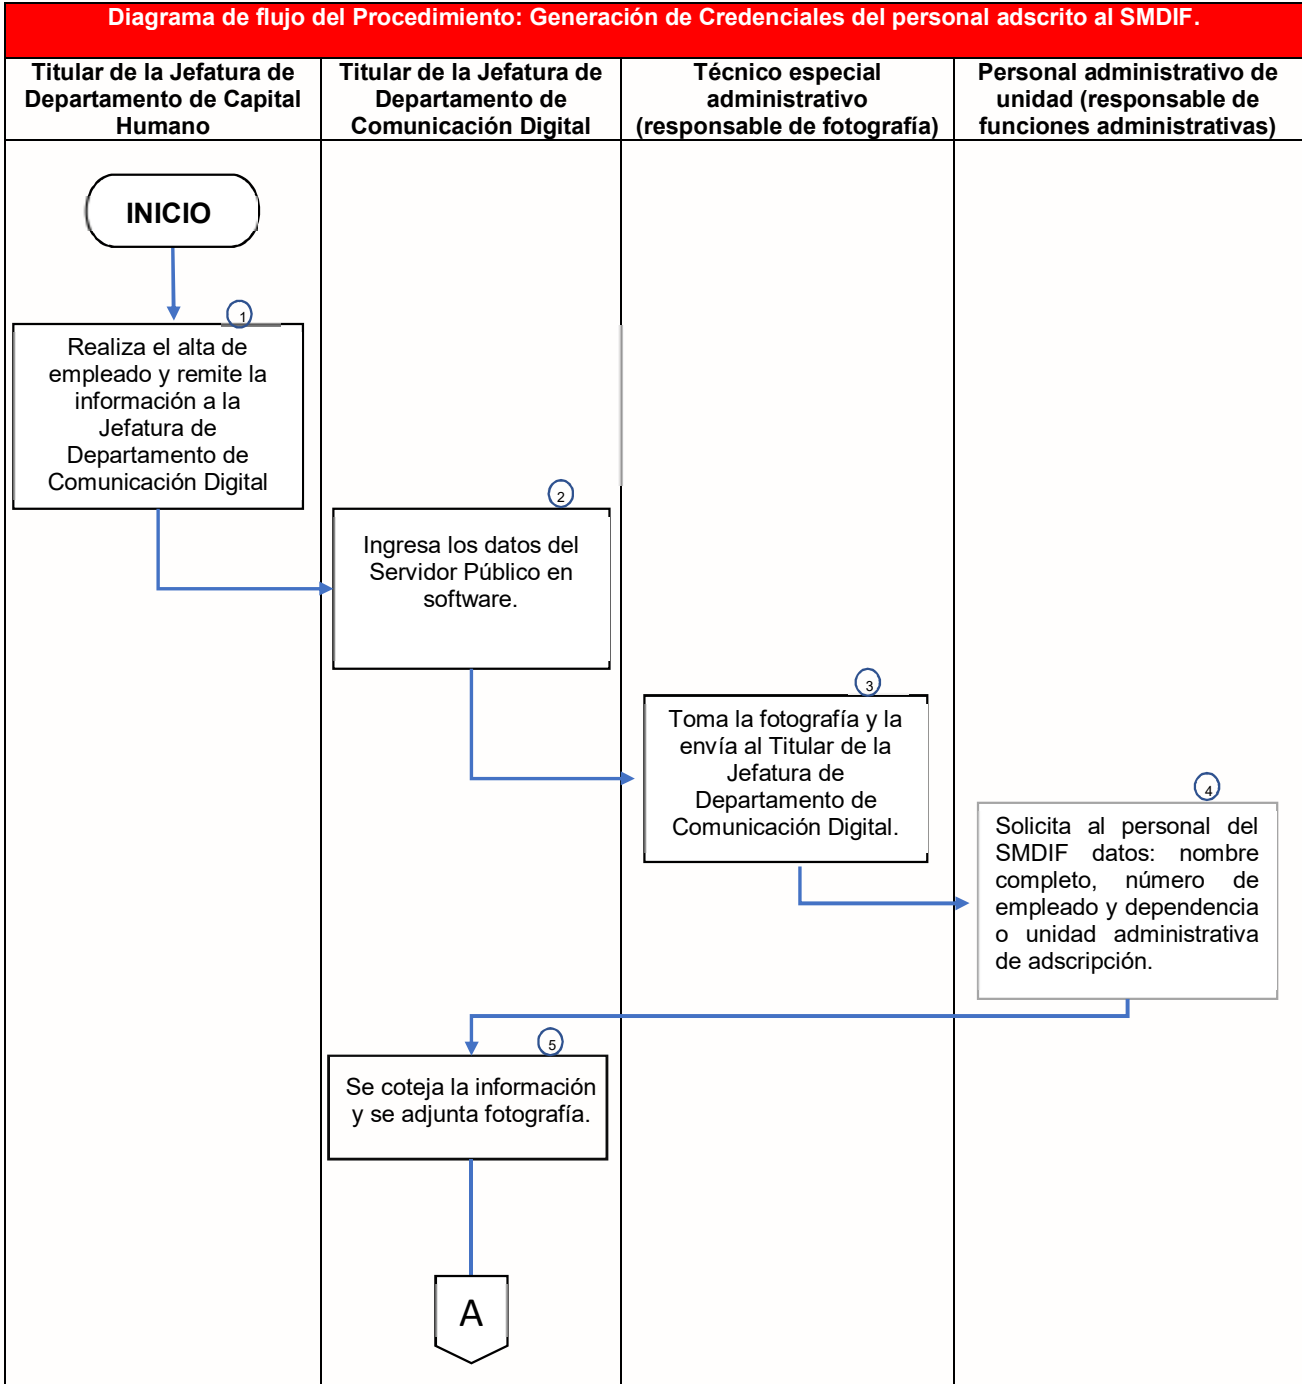 Diagrama de flujo del Procedimiento: Generación de Credenciales del personal adscrito al SMDIF.
Titular de la Jefatura de
Departamento de Capital
Humano
Titular de la Jefatura de
Departamento de
Comunicación Digital
Técnico especial
administrativo
(responsable de fotografía)
Personal administrativo de
unidad (responsable de
funciones administrativas)
INICIO
1
Realiza el alta de
empleado y remite la
información a la
Jefatura de
Departamento de
Comunicación Digital
2
Ingresa los datos del
Servidor Público en
software.
3
Toma la fotografía y la
envía al Titular de la
Jefatura de
Departamento de
Comunicación Digital.
4
Solicita al personal del
SMDIF datos: nombre
completo, número de
empleado y dependencia
o unidad administrativa
de adscripción.
5
Se coteja la información
y se adjunta fotografía.
A